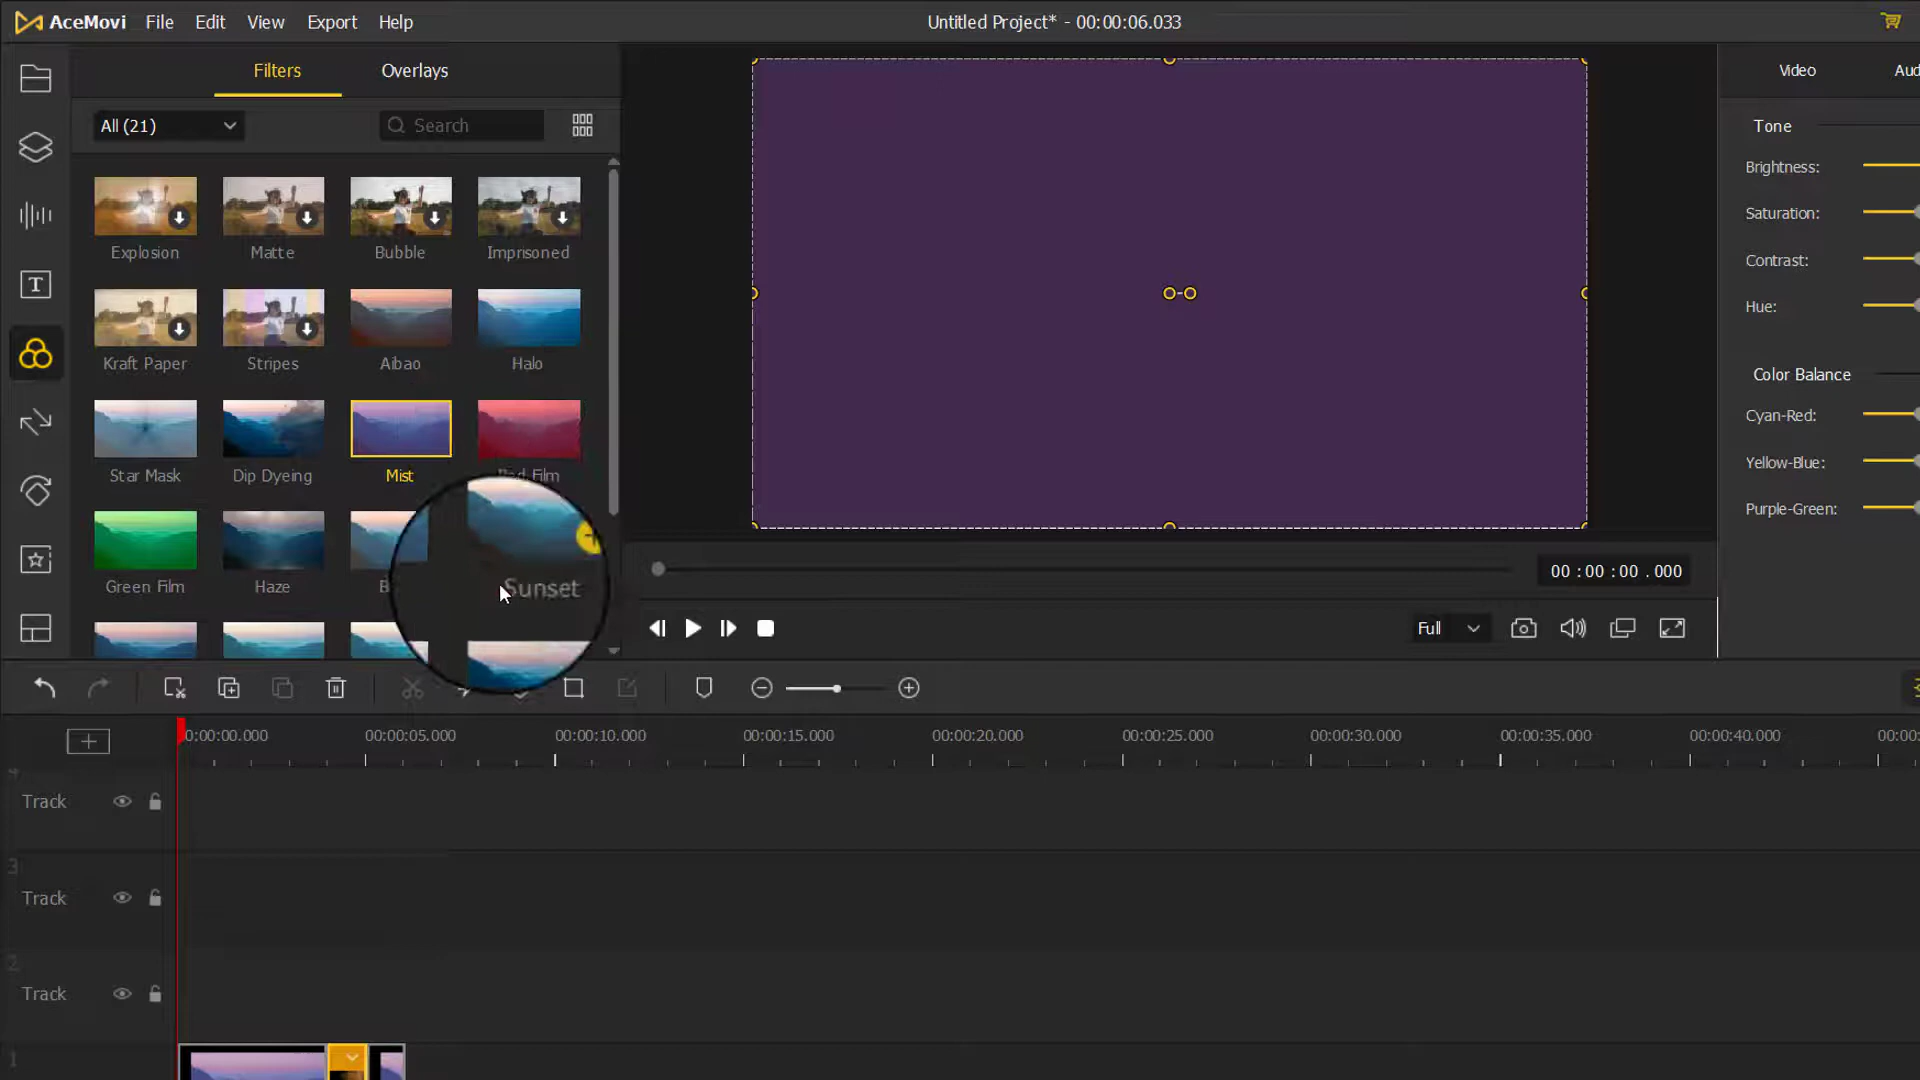 AceMovi File Edit View Export Help
Untitled Project* - 00:00:06.033
Filters Overlays
Video
All (21)
Search
Tone
Brightness:
Saturation:
Contrast:
Hue:
Color Balance
Cyan-Red:
Yellow-Blue:
Purple-Green:
Explosion Matte Bubble Imprisoned
Kraft Paper Stripes Aibao Halo
Star Mask Dip Dyeing Mist Red Film
Green Film Haze Sunset
00 :00 :00 .000
Full
0:00:00.000 00:00:05.000 00:00:10.000 00:00:15.000 00:00:20.000 00:00:25.000 00:00:30.000 00:00:35.000 00:00:40.000
Track
3
Track
2
Track
1